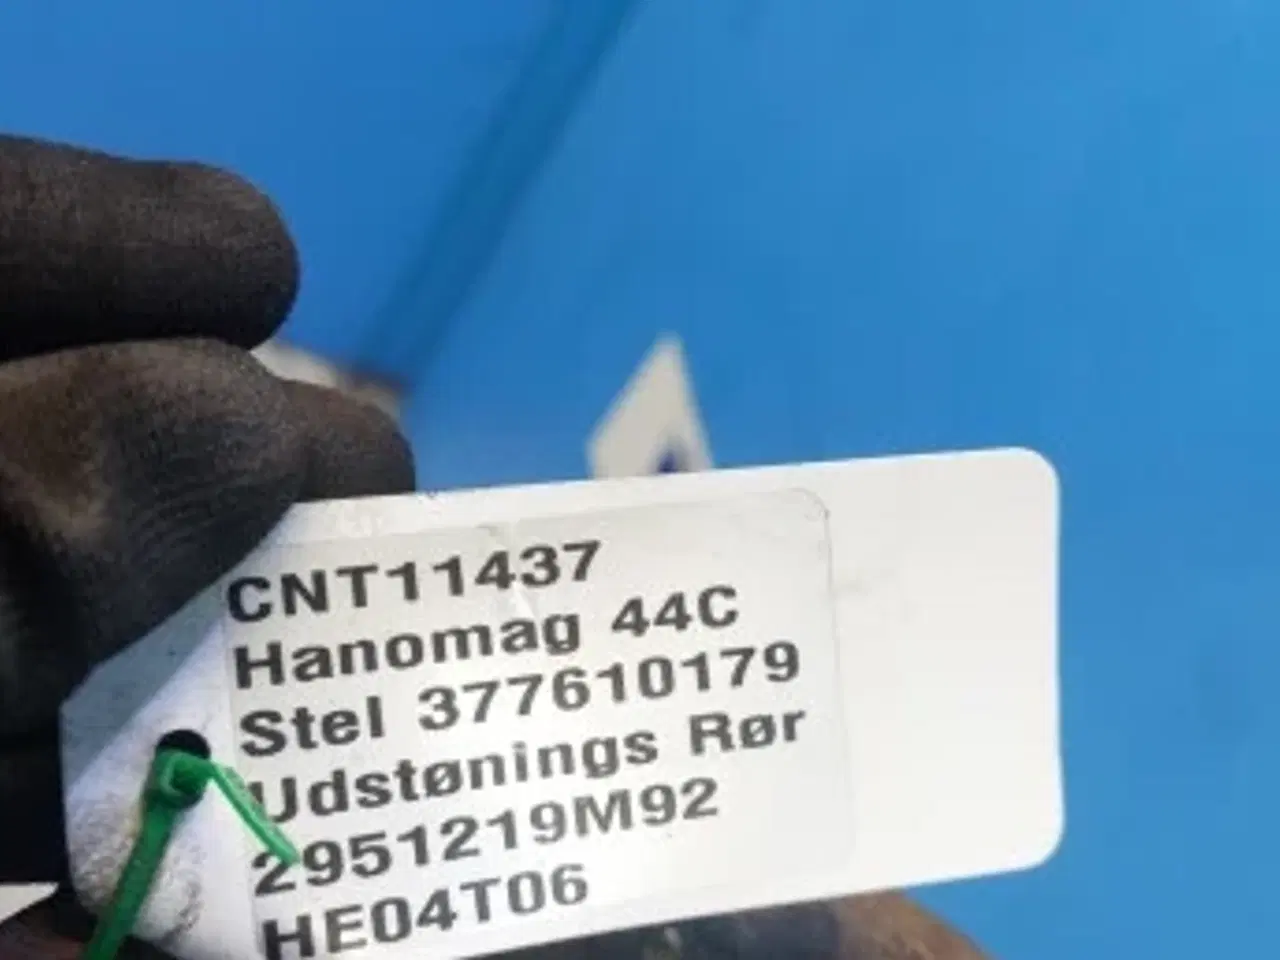 CNT11437
Hanomag 44C
Stel 377610179
Udstønings Rør
2951219M92
HE04T06